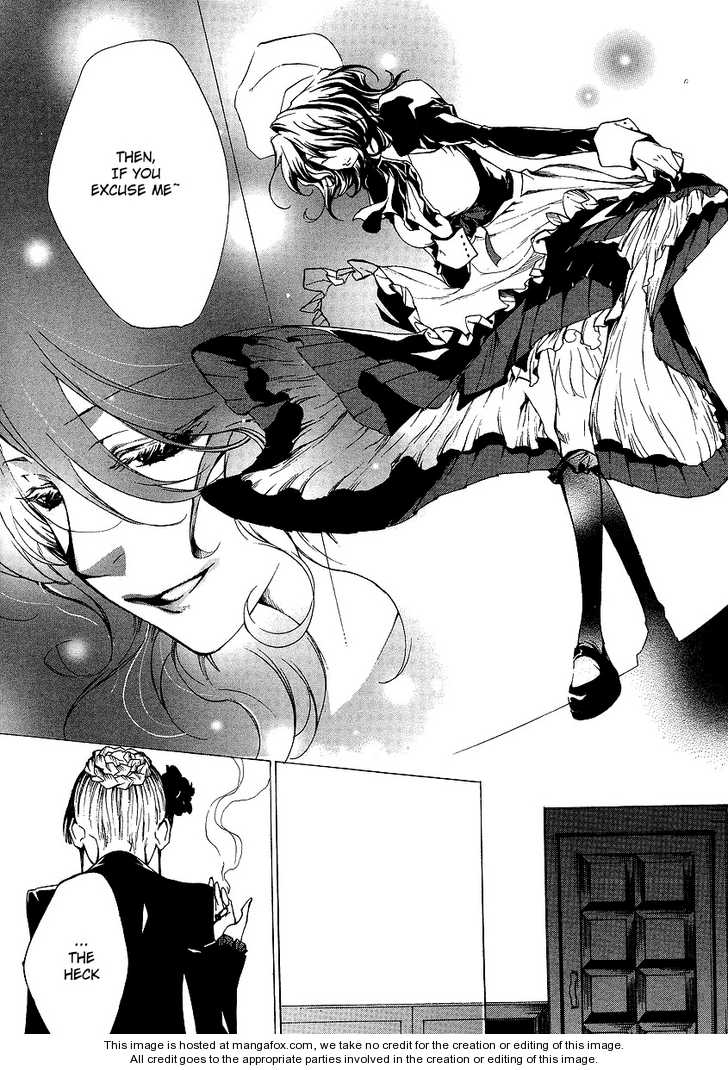 THEN,
IF YOU
EXCUSE ME~
...
THE
HECK
This image is hosted at mangafox.com, we take no credit for the creation or editing of this image.
All credit goes to the appropriate parties involved in the creation or editing of this image.